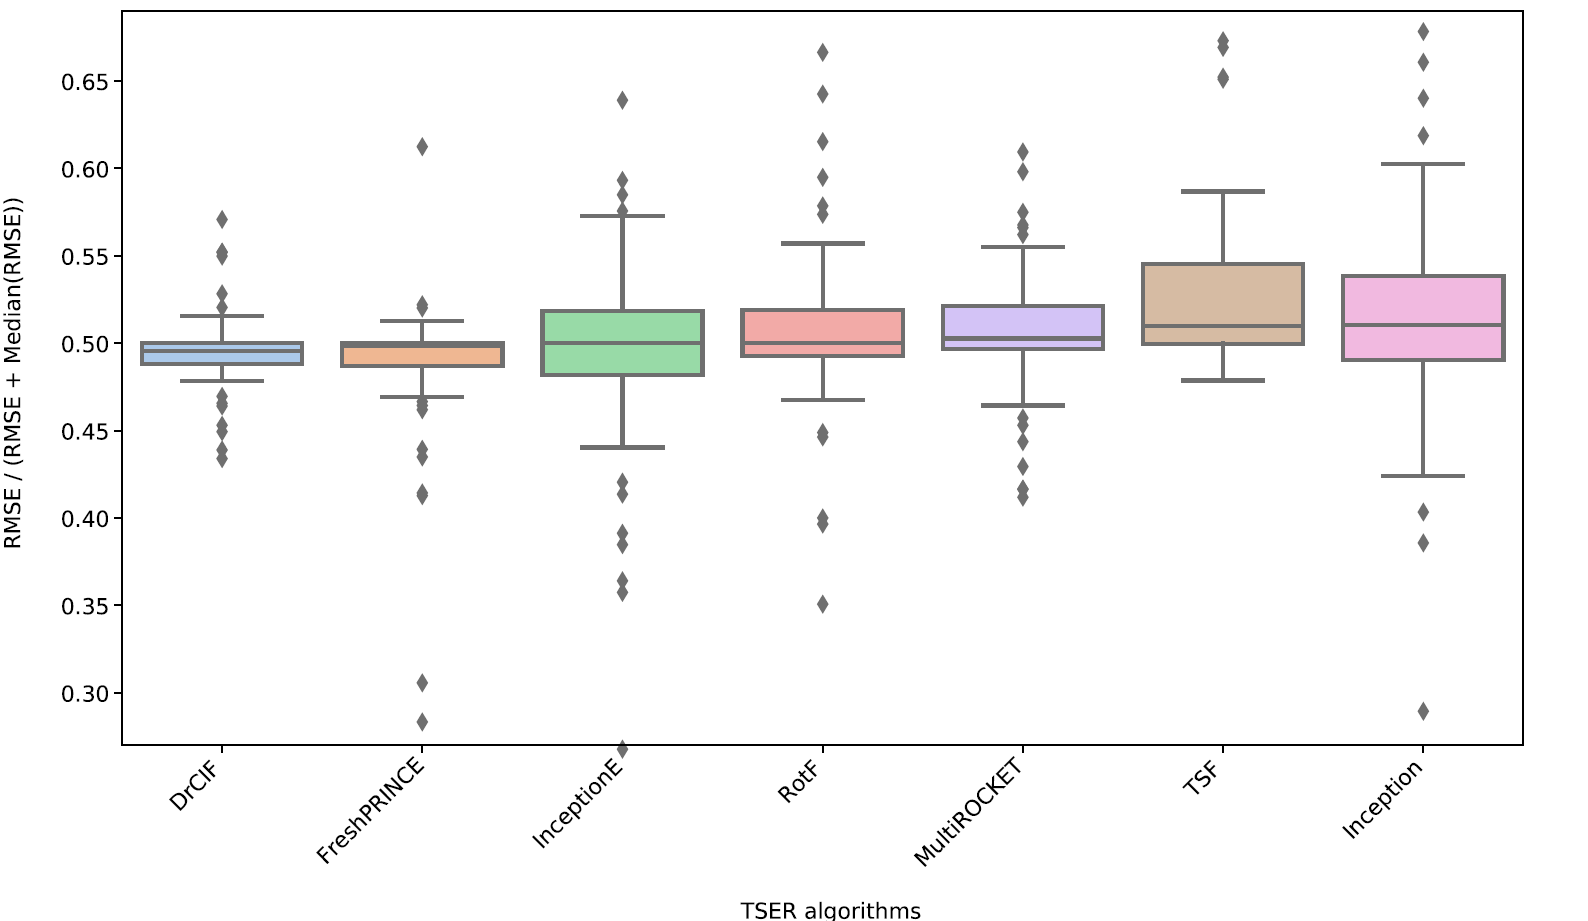 RMSE / (RMSE + Median(RMSE))
0.65
0.60
0.55
0.50
0.45
0.40
0.35
0.30
DrCIF
FreshPRINCE
InceptionE
RotF
MultiROCKET
TSF
Inception
TSER algorithms